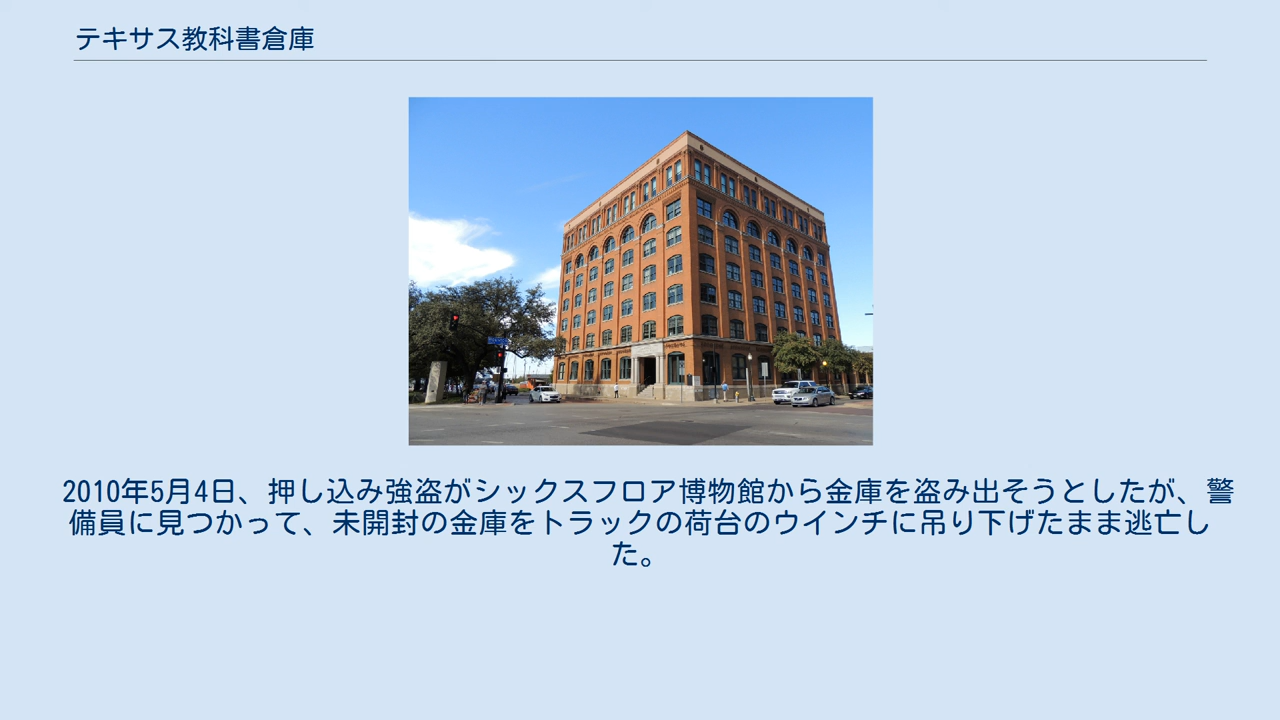 テキサス教科書倉庫
2010年5月4日、押し込み強盗がシックスフロア博物館から金庫を盗み出そうとしたが、警
備員に見つかって、未開封の金庫をトラックの荷台のウインチに吊り下げたまま逃亡し
た。